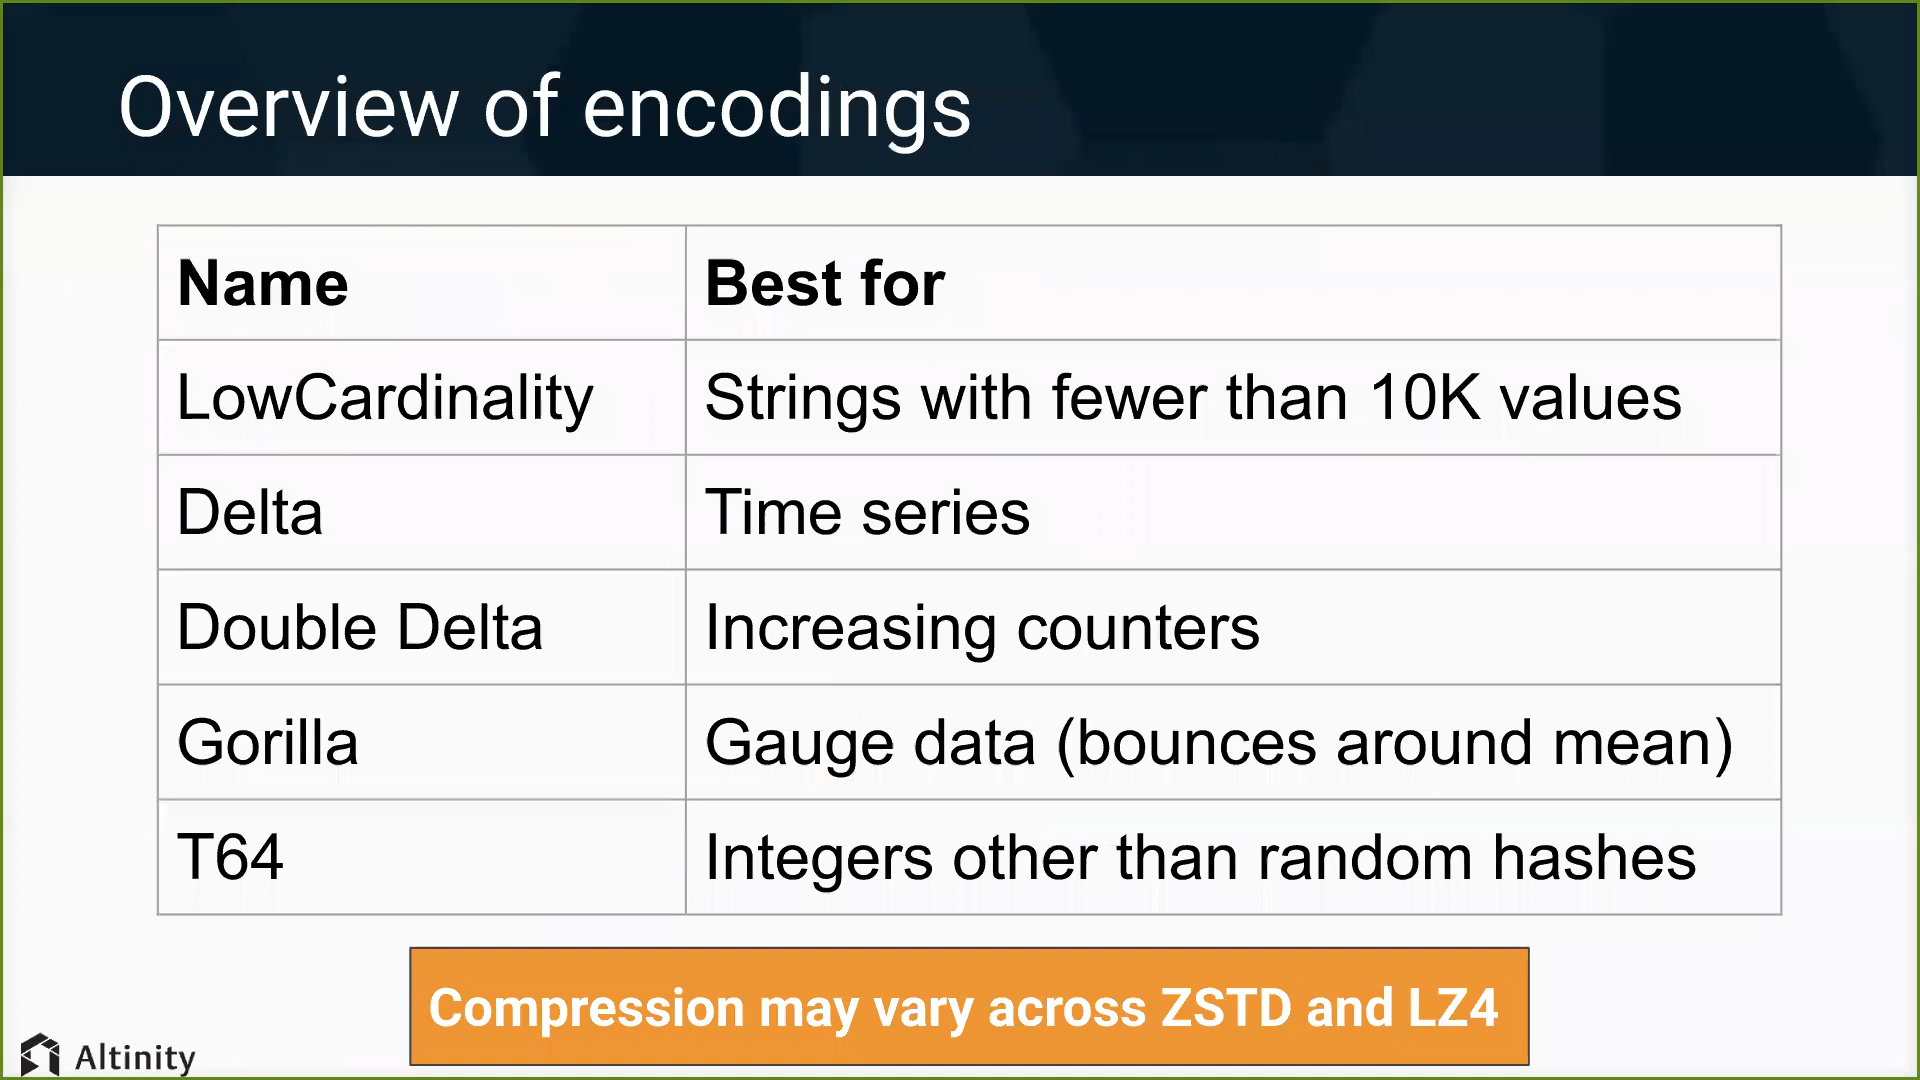 Overview of encodings
Name Best for
LowCardinality Strings with fewer than 10K values
Delta Time series
Double Delta Increasing counters
Gorilla Gauge data (bounces around mean)
T64 Integers other than random hashes
Compression may vary across ZSTD and LZ4
Altinity